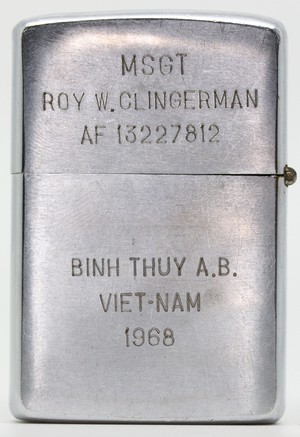 MSGT
ROY W. CLINGERMAN
AF 13227812
BINH THUY A.B.
VIET-NAM
1968